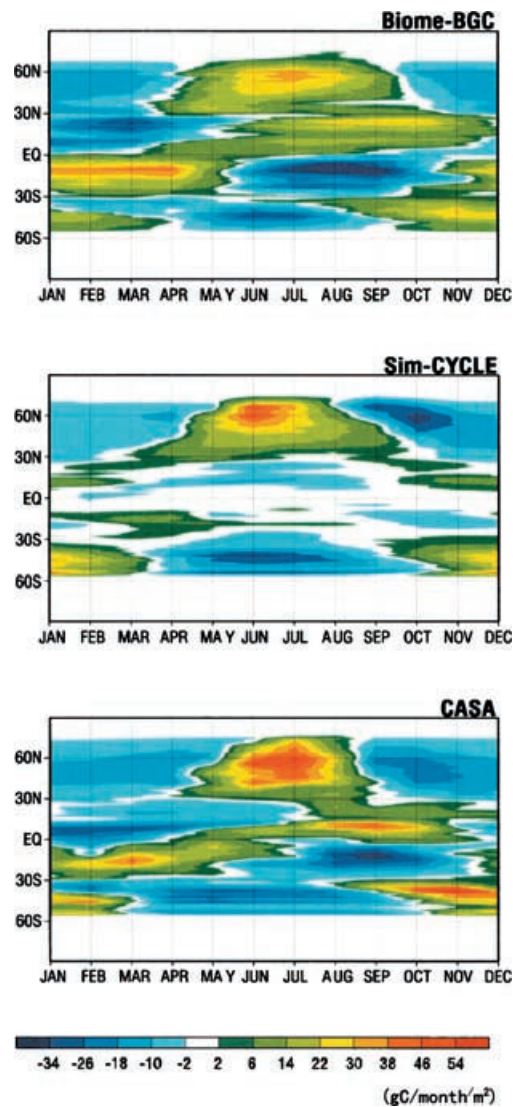 Biome-BGC
60N
30N
EQ
30S
60S
JAN FEB MAR APR MAY JUN JUL AUG SEP OCT NOV DEC
Sim-CYCLE
60N
30N
EQ
30S
60S
JAN FEB MAR APR MAY JUN JUL AUG SEP OCT NOV DEC
CASA
60N
30N
EQ
30S
60S
JAN FEB MAR APR MAY JUN JUL AUG SEP OCT NOV DEC
-34 -26 -18 -10 -2 2 6 14 22 30 38 46 54
(gC/month/m²)